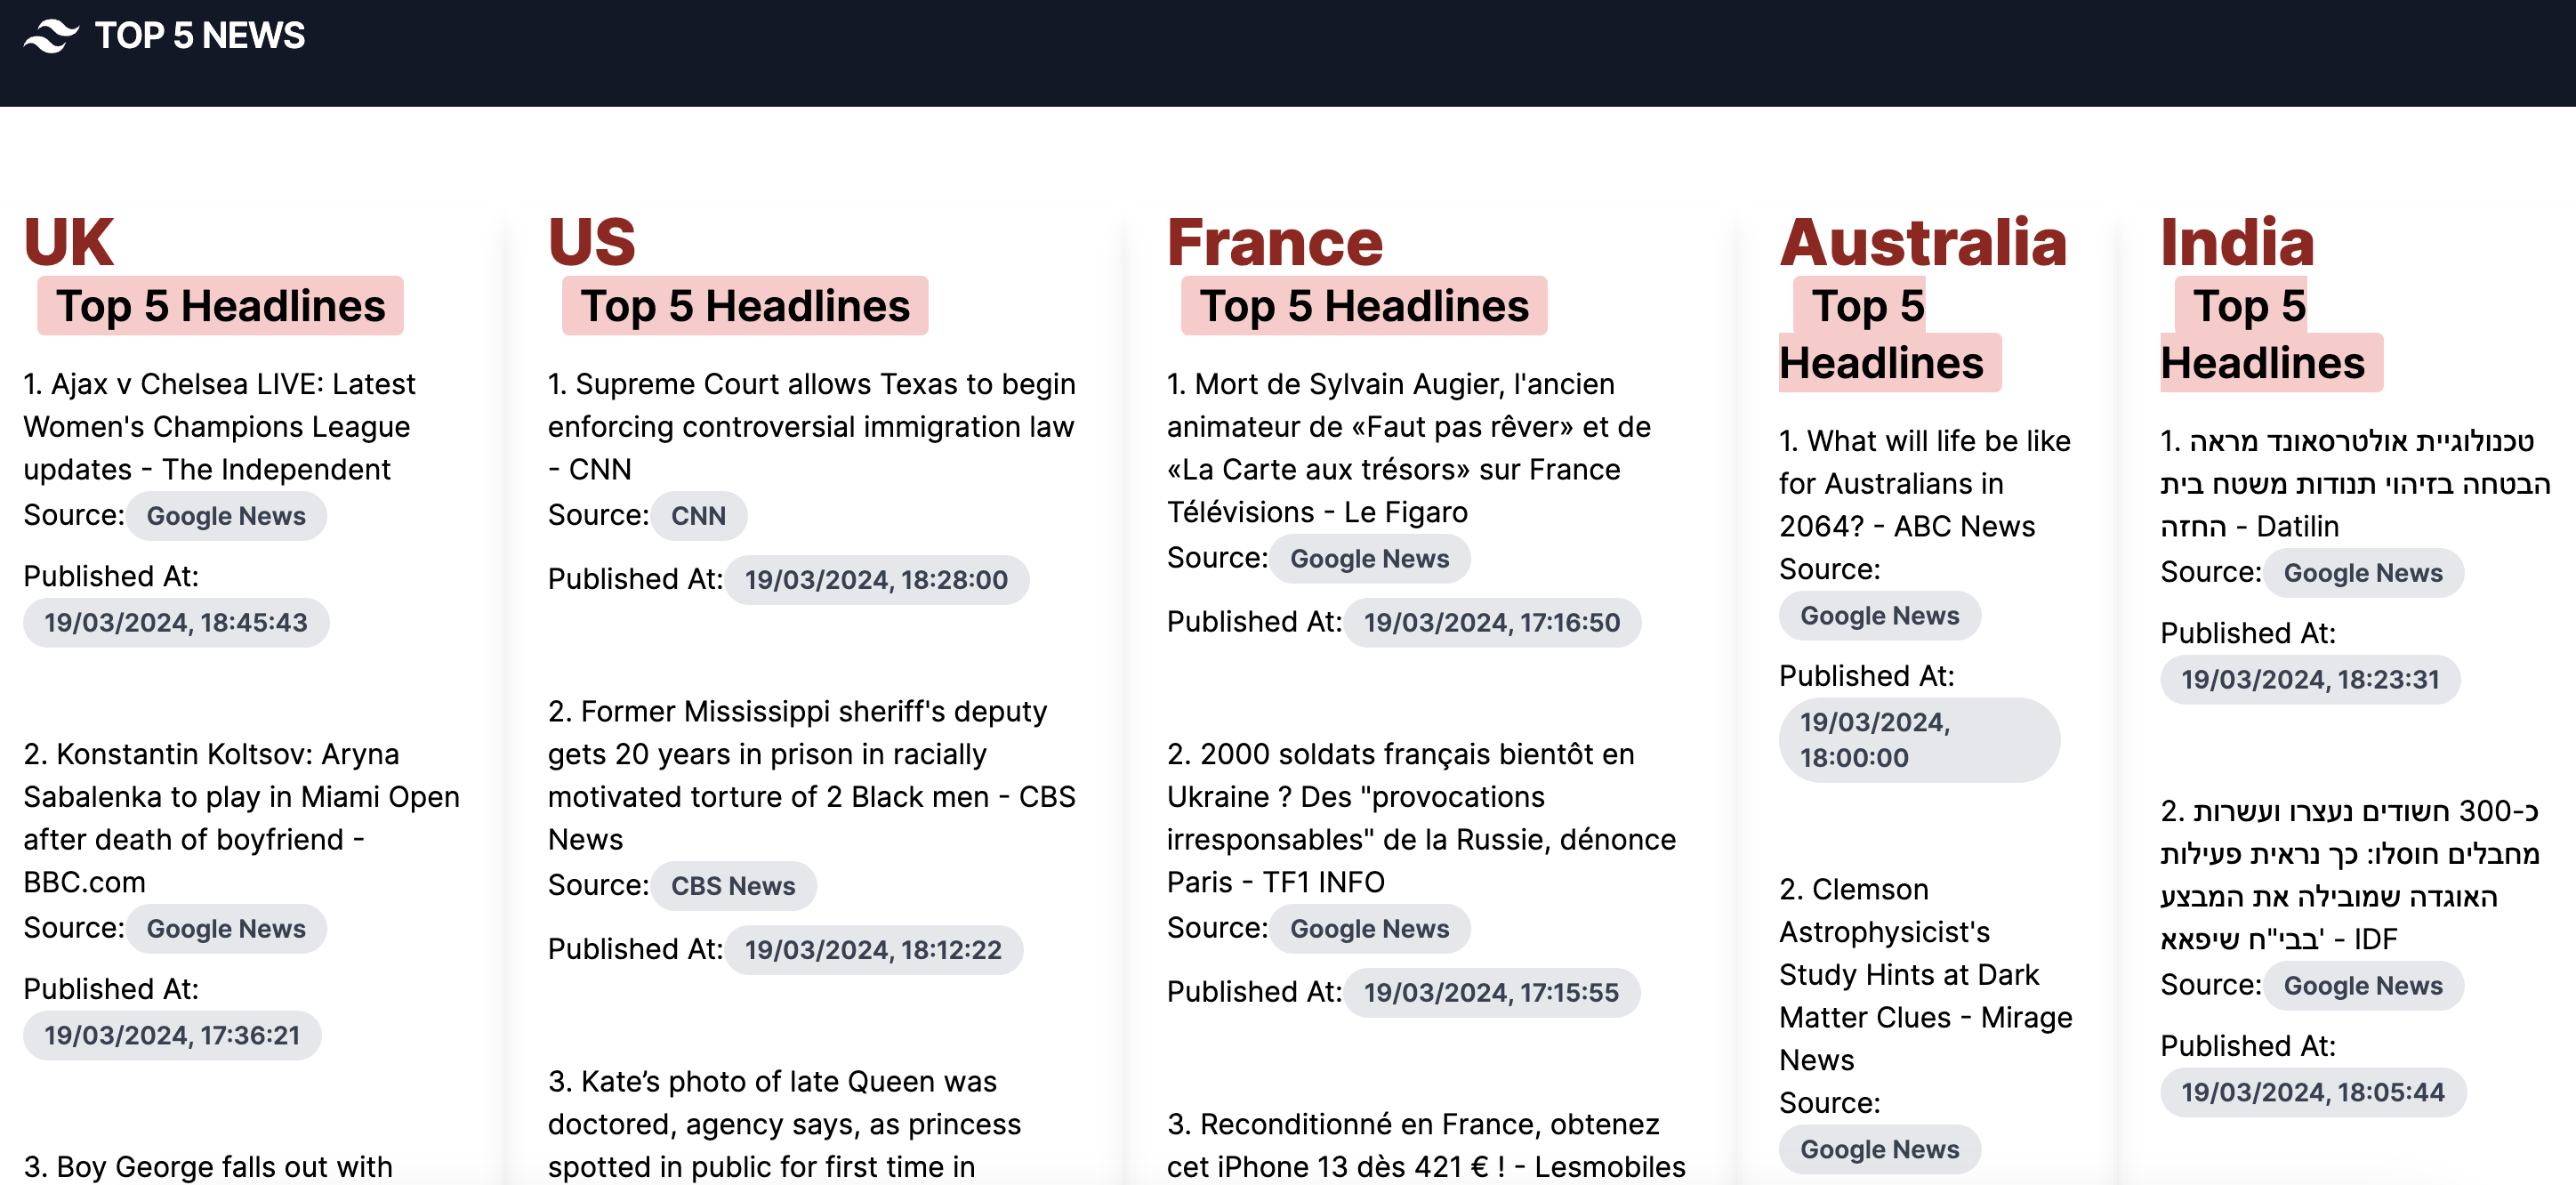 TOP 5 NEWS
UK
Top 5 Headlines
1. Ajax v Chelsea LIVE: Latest
Women's Champions League
updates - The Independent
Source: Google News
Published At:
19/03/2024, 18:45:43
2. Konstantin Koltsov: Aryna
Sabalenka to play in Miami Open
after death of boyfriend -
BBC.com
Source: Google News
Published At:
19/03/2024, 17:36:21
3. Boy George falls out with
US
Top 5 Headlines
1. Supreme Court allows Texas to begin
enforcing controversial immigration law
- CNN
Source: CNN
Published At: 19/03/2024, 18:28:00
2. Former Mississippi sheriff's deputy
gets 20 years in prison in racially
motivated torture of 2 Black men - CBS
News
Source: CBS News
Published At: 19/03/2024, 18:12:22
3. Kate’s photo of late Queen was
doctored, agency says, as princess
spotted in public for first time in
France
Top 5 Headlines
1. Mort de Sylvain Augier, l'ancien
animateur de «Faut pas rêver» et de
«La Carte aux trésors» sur France
Télévisions - Le Figaro
Source: Google News
Published At: 19/03/2024, 17:16:50
2. 2000 soldats français bientôt en
Ukraine ? Des "provocations
irresponsables" de la Russie, dénonce
Paris - TF1 INFO
Source: Google News
Published At: 19/03/2024, 17:15:55
3. Reconditionné en France, obtenez
cet iPhone 13 dès 421 € ! - Lesmobiles
Australia
Top 5
Headlines
1. What will life be like
for Australians in
2064? - ABC News
Source:
Google News
Published At:
19/03/2024,
18:00:00
2. Clemson
Astrophysicist's
Study Hints at Dark
Matter Clues - Mirage
News
Source:
Google News
India
Top 5
Headlines
1. טכנולוגיית אולטרסאונד מראה
הבטחה בזיהוי תנודות משטח בית
החזה - Datilin
Source: Google News
Published At:
19/03/2024, 18:23:31
2. כ-300 חשודים נעצרו ועשרות
מחבלים חוסלו: כך נראית פעילות
האוגדה שמובילה את המבצע
בבי"ח שיפאא' - IDF
Source: Google News
Published At:
19/03/2024, 18:05:44